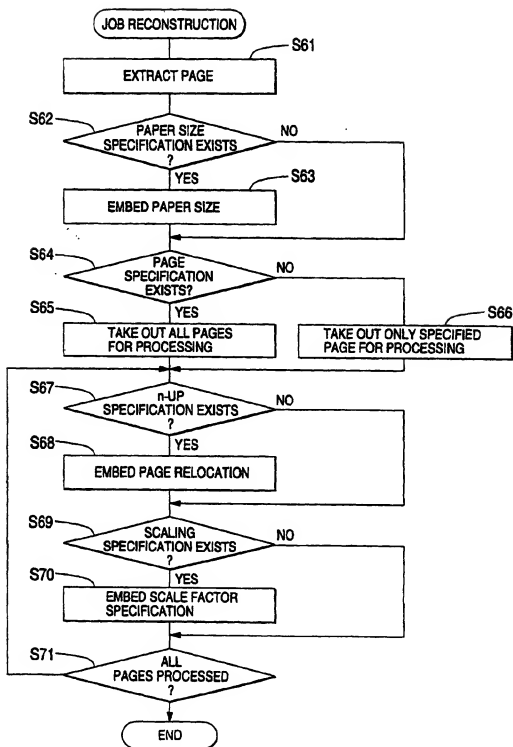 JOB RECONSTRUCTION
S61
EXTRACT PAGE
S62
PAPER SIZE
SPECIFICATION EXISTS
?
NO
YES
S63
EMBED PAPER SIZE
S64
PAGE
SPECIFICATION
EXISTS?
NO
YES
S65
TAKE OUT ALL PAGES
FOR PROCESSING
S66
TAKE OUT ONLY SPECIFIED
PAGE FOR PROCESSING
S67
n-UP
SPECIFICATION EXISTS
?
NO
YES
S68
EMBED PAGE RELOCATION
S69
SCALING
SPECIFICATION EXISTS
?
NO
YES
S70
EMBED SCALE FACTOR
SPECIFICATION
S71
ALL
PAGES PROCESSED
?
END